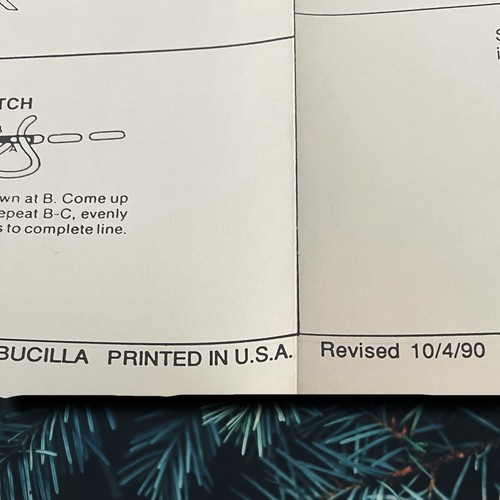 TCH
B
A
wn at B. Come up
epeat B-C, evenly
s to complete line.
BUCILLA PRINTED IN U.S.A.
Revised 10/4/90
S
i